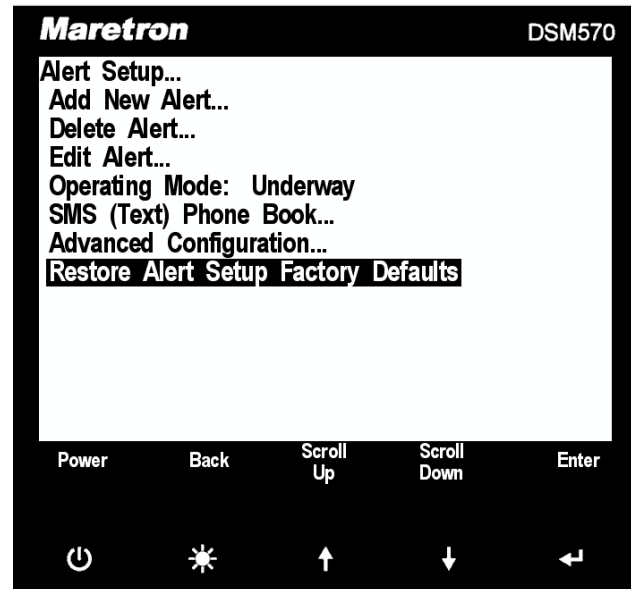 Maretron DSM570
Alert Setup...
Add New Alert...
Delete Alert...
Edit Alert...
Operating Mode: Underway
SMS (Text) Phone Book...
Advanced Configuration...
Restore Alert Setup Factory Defaults
Power Back Scroll Up Scroll Down Enter